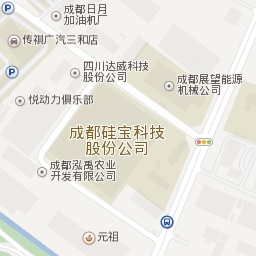 成都日月
加油机厂
传祺广汽三和店
四川达威科技
股份公司
成都展望能源
机械公司
悦动力俱乐部
成都硅宝科技
股份公司
成都泓禹农业
开发有限公司
元祖